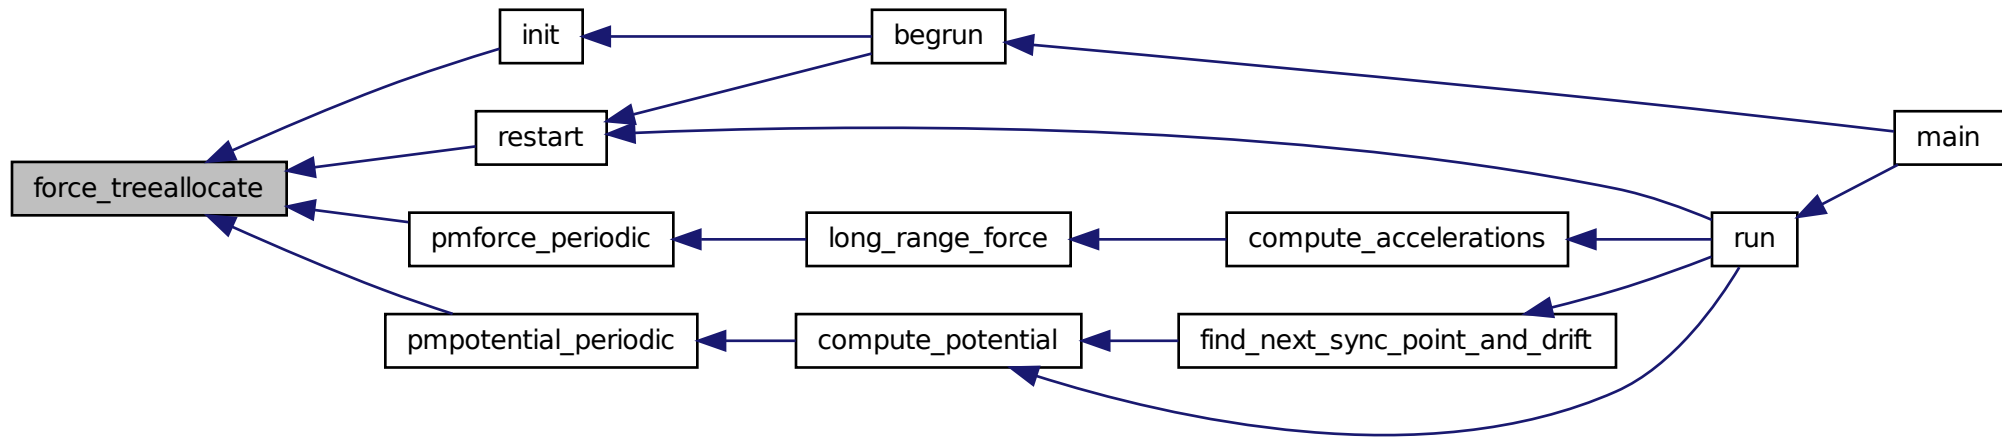 init
begrun
restart
main
force_treeallocate
pmforce_periodic
long_range_force
compute_accelerations
run
pmpotential_periodic
compute_potential
find_next_sync_point_and_drift